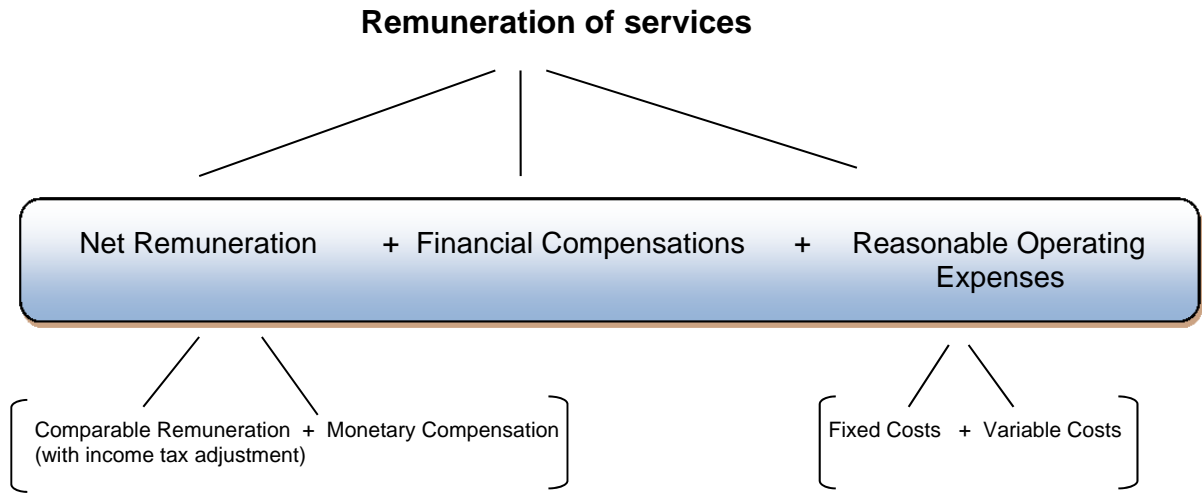 Remuneration of services
Net Remuneration + Financial Compensations + Reasonable Operating
Expenses
Comparable Remuneration + Monetary Compensation
(with income tax adjustment)
Fixed Costs + Variable Costs